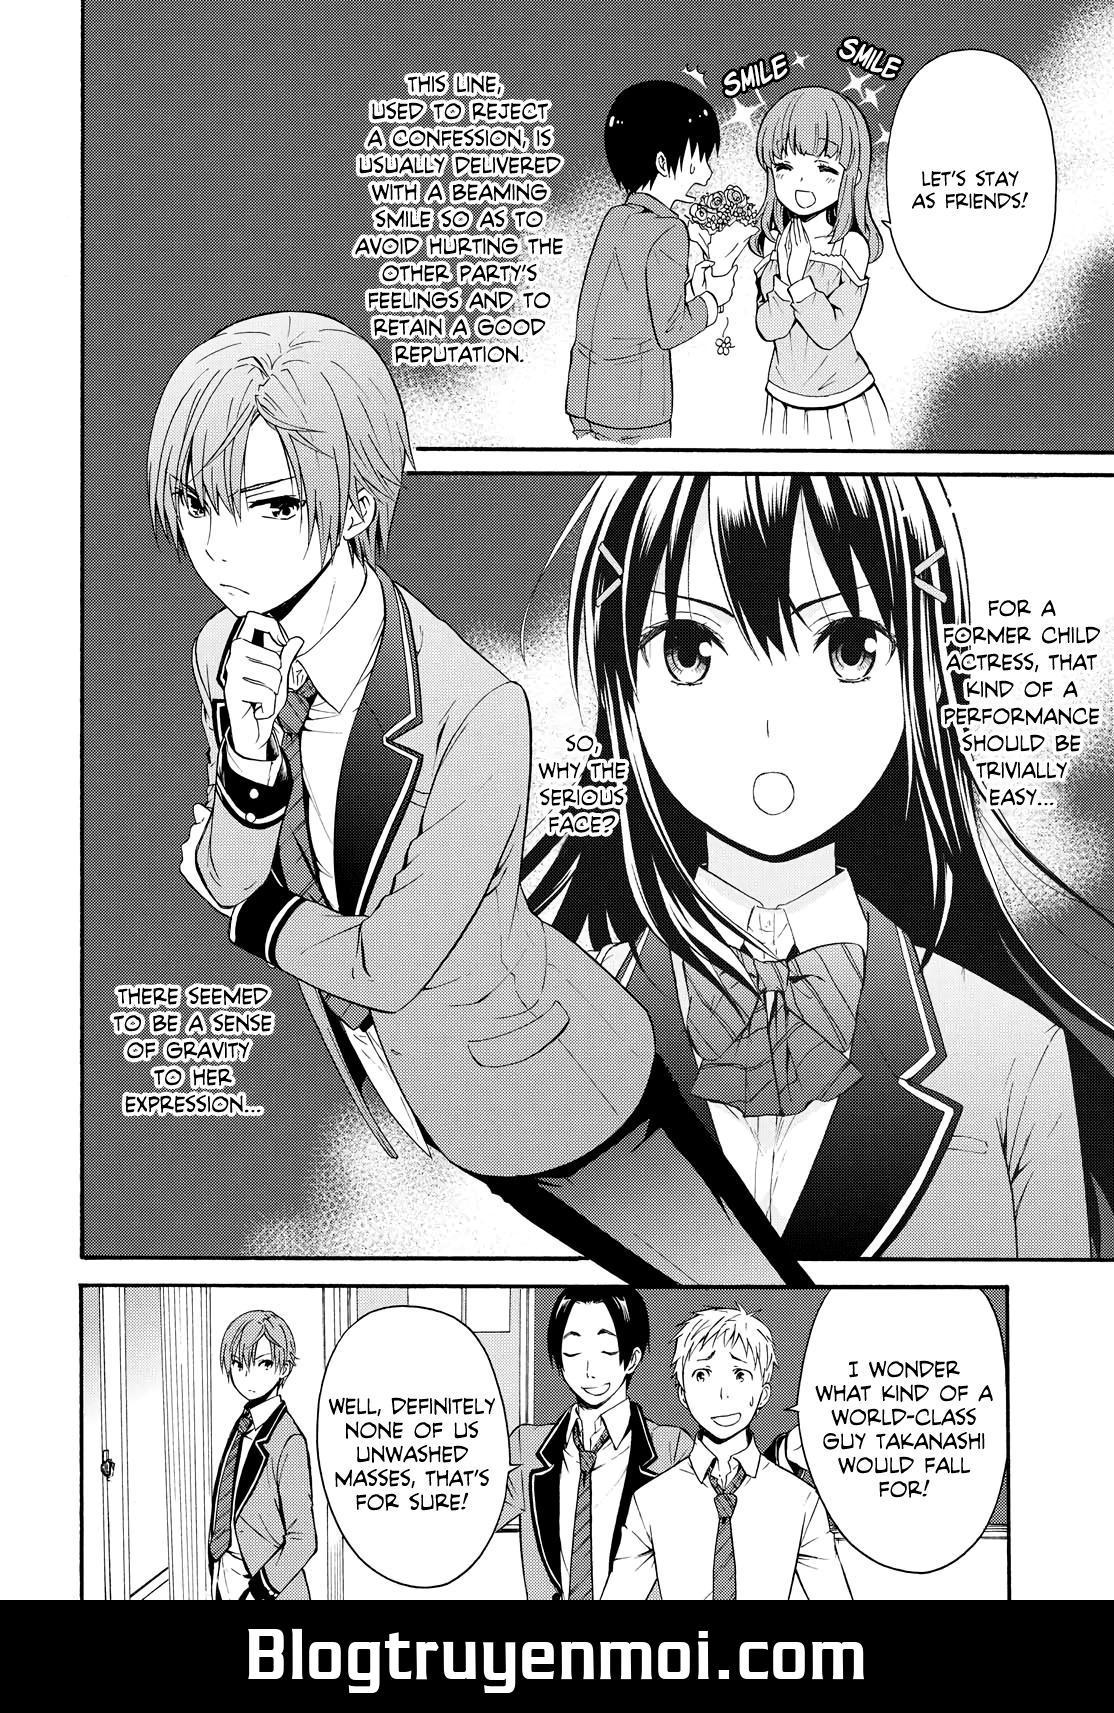 LET'S STAY
AS FRIENDS!
SMILE
SMILE
THIS LINE,
USED TO REJECT
A CONFESSION, IS
USUALLY DELIVERED
WITH A BEAMING
SMILE SO AS TO
AVOID HURTING THE
OTHER PARTY'S
FEELINGS AND TO
RETAIN A GOOD
REPUTATION.
FOR A
FORMER CHILD
ACTRESS, THAT
KIND OF A
PERFORMANCE
SHOULD BE
TRIVIALLY
EASY...
SO,
WHY THE
SERIOUS
FACE?
THERE SEEMED
TO BE A SENSE
OF GRAVITY
TO HER
EXPRESSION...
I WONDER
WHAT KIND OF A
WORLD-CLASS
GUY TAKANASHI
WOULD FALL
FOR!
WELL, DEFINITELY
NONE OF US
UNWASHED
MASSES, THAT'S
FOR SURE!
Blogtruyenmoi.com